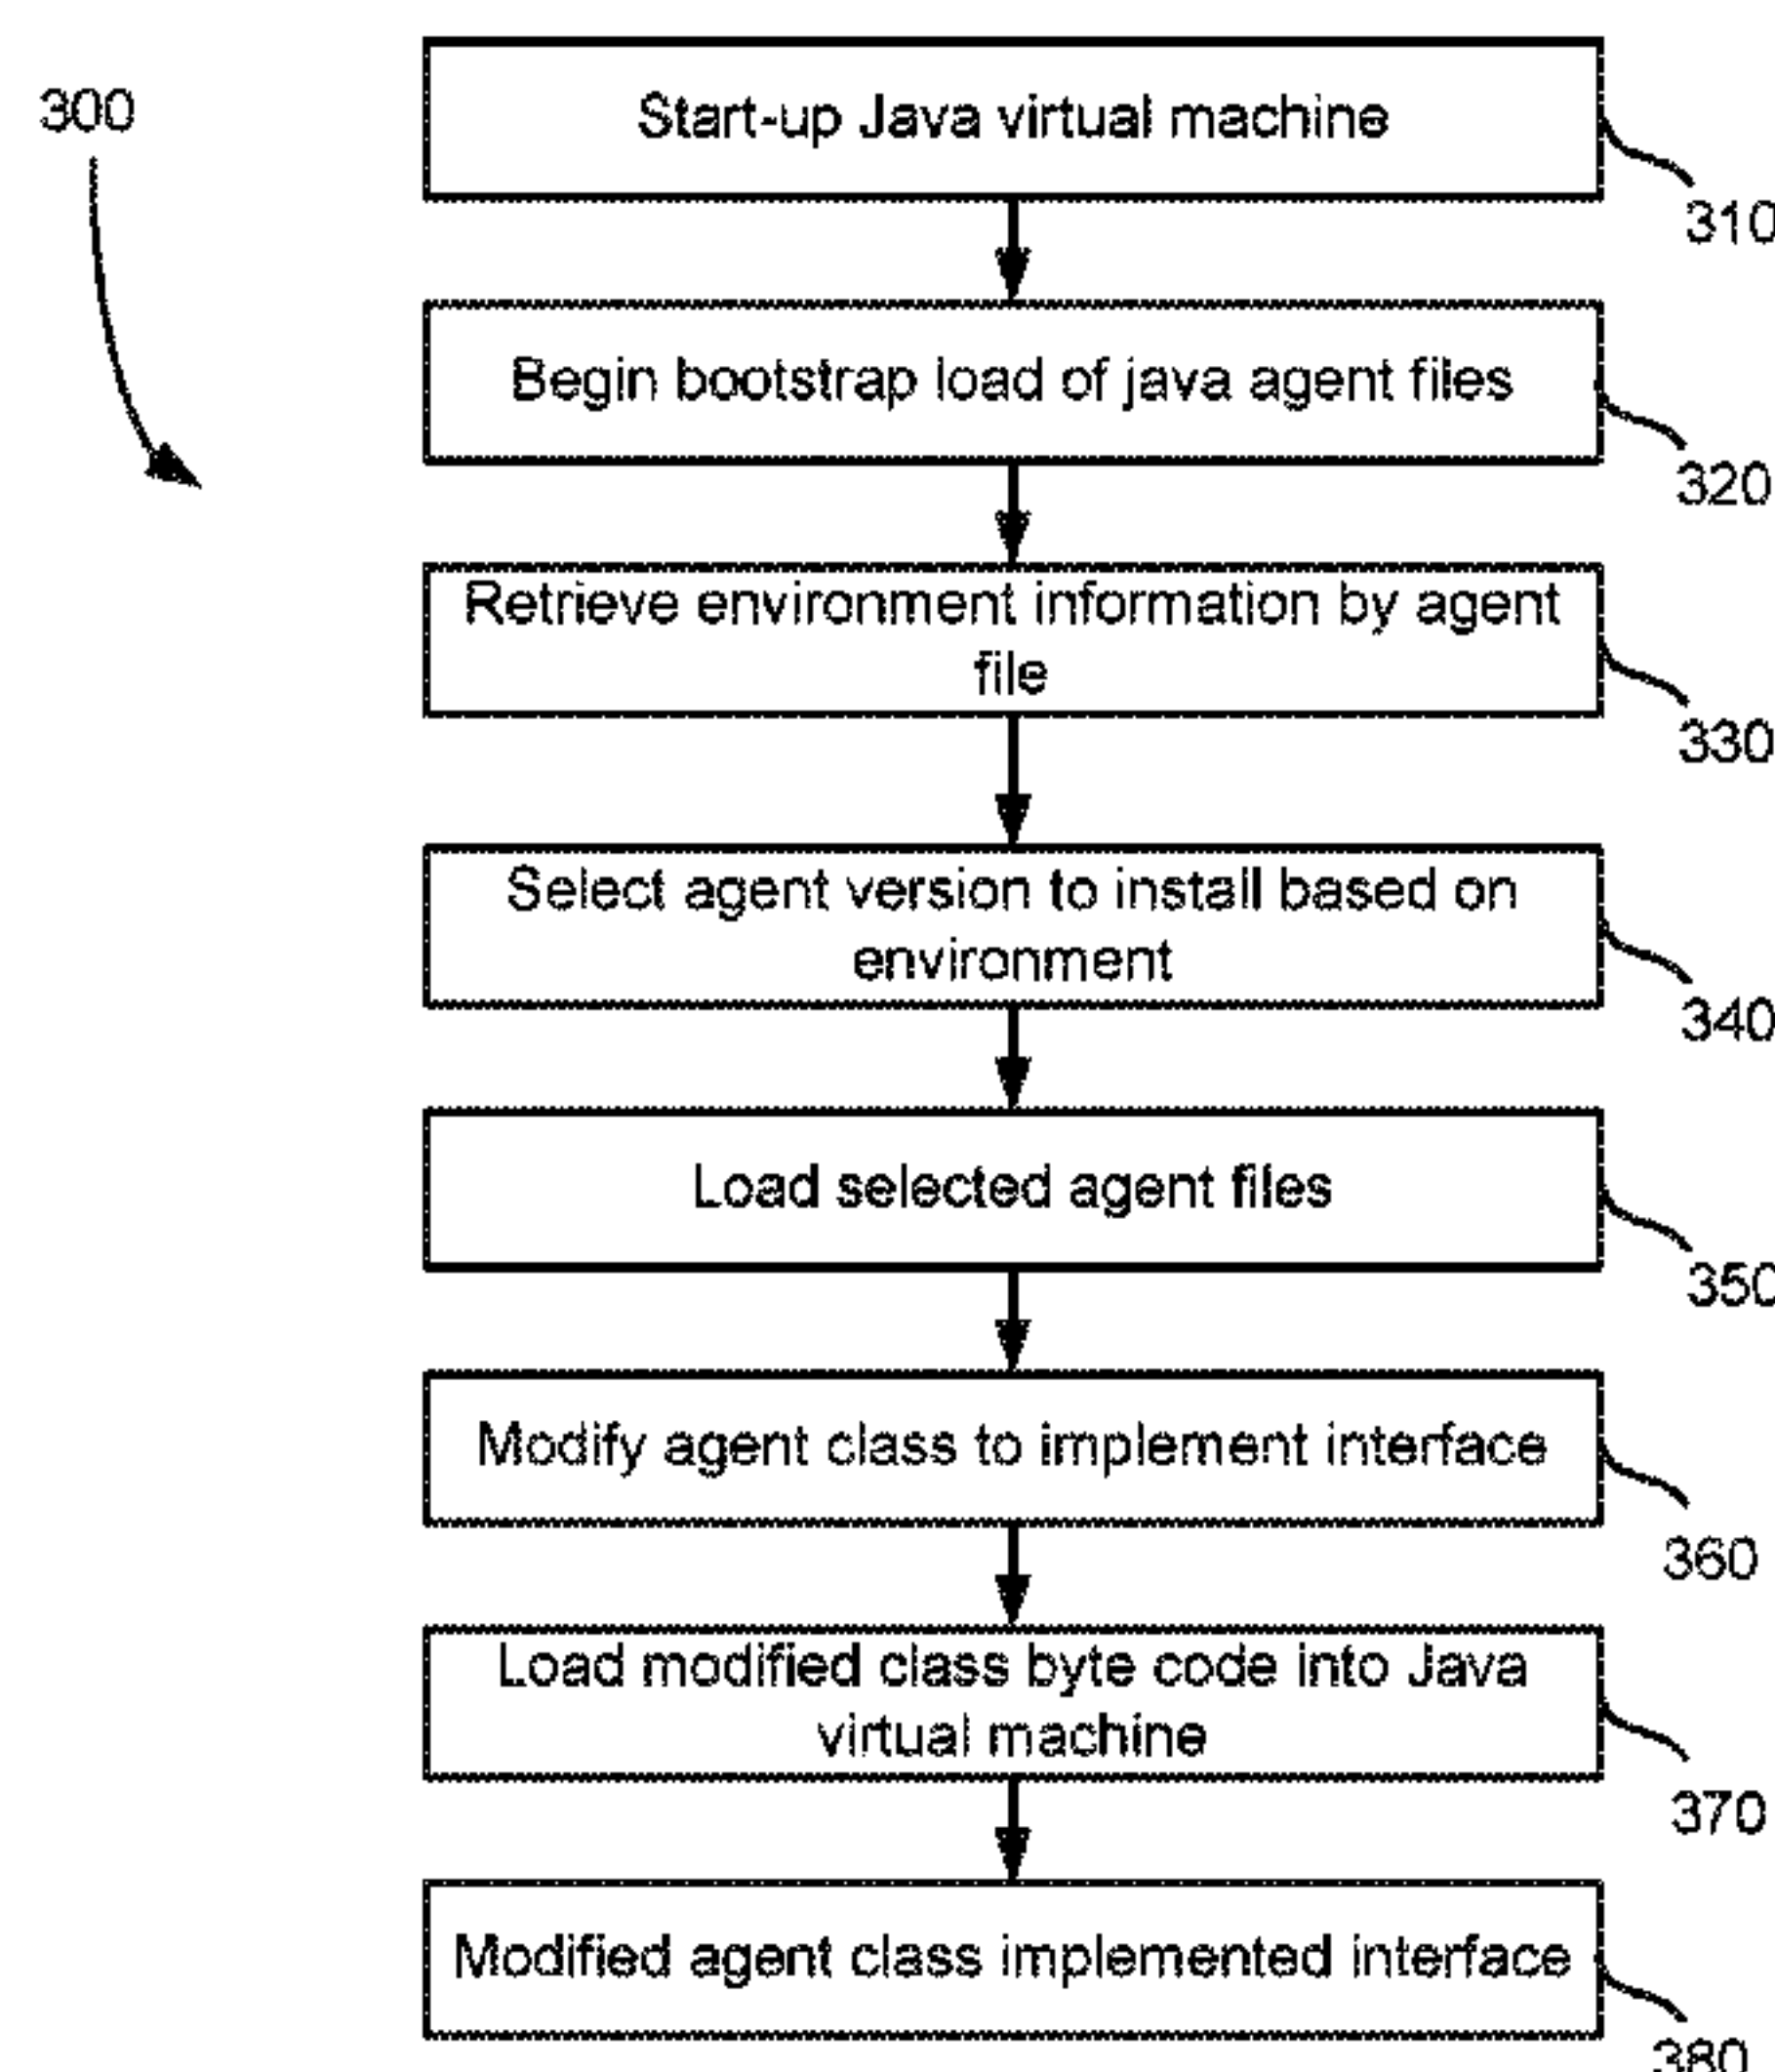 300
Start-up Java virtual machine
310
Begin bootstrap load of java agent files
320
Retrieve environment information by agent
file
330
Select agent version to install based on
environment
340
Load selected agent files
350
Modify agent class to implement interface
360
Load modified class byte code into Java
virtual machine
370
Modified agent class implemented interface
380